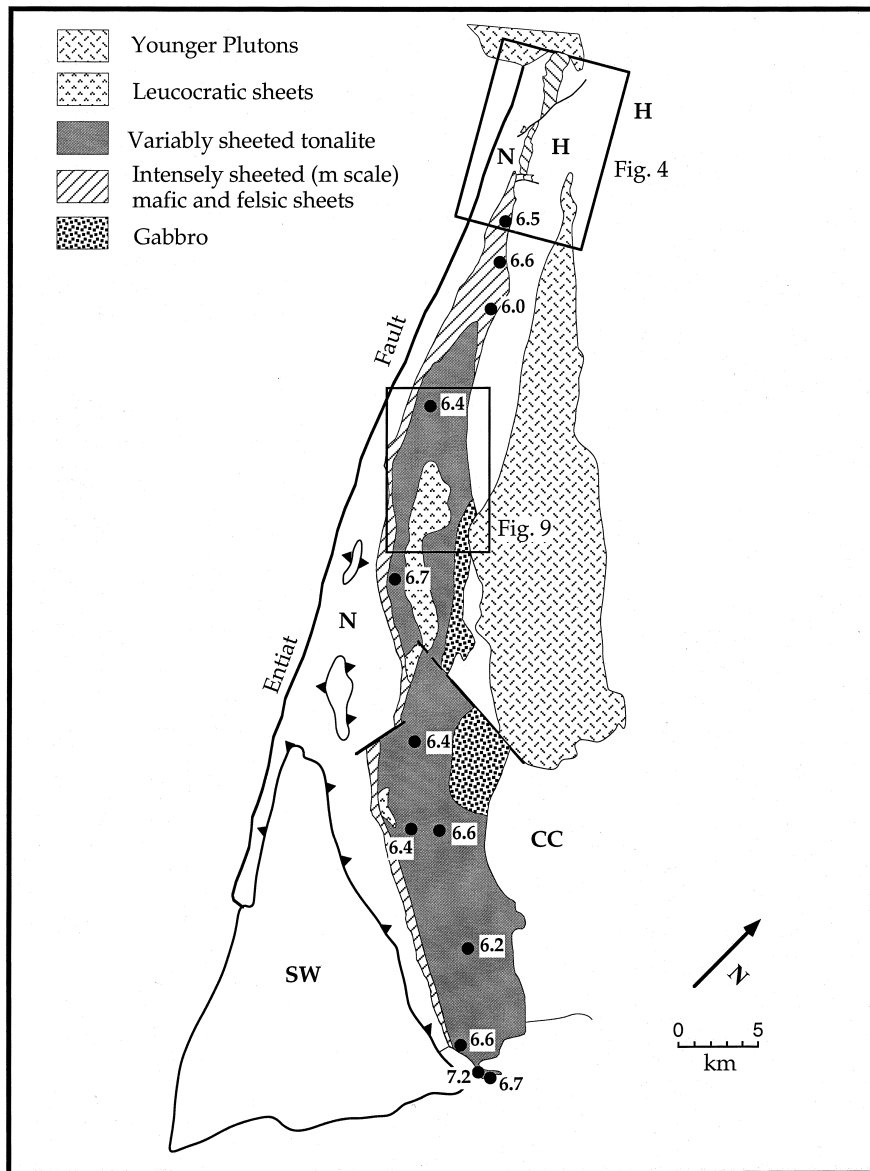 Younger Plutons
Leucocratic sheets
Variably sheeted tonalite
Intensely sheeted (m scale)
mafic and felsic sheets
Gabbro
H
N
H
Fig. 4
6.5
6.6
6.0
Fault
6.4
Fig. 9
6.7
N
Entiat
6.4
6.4
6.6
CC
6.2
SW
N
0 5
km
6.6
7.2
6.7